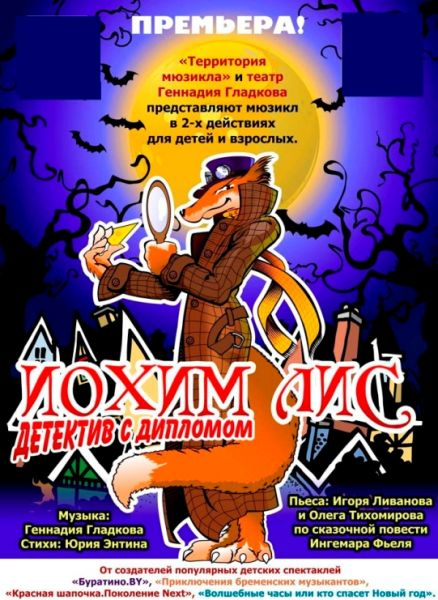 ПРЕМЬЕРА!
«Территория
мюзикла» и театр
Геннадия Гладкова
представляют мюзикл
в 2-х действиях
для детей и взрослых.
ИОХИМ ЛИС
ДЕТЕКТИВ С ДИПЛОМОМ
Музыка:
Геннадия Гладкова
Стихи: Юрия Энтина
Пьеса: Игоря Ливанова
и Олега Тихомирова
по сказочной повести
Ингемара Фьеля
От создателей популярных детских спектаклей
«Буратино.BY», «Приключения бременских музыкантов»,
«Красная шапочка.Поколение Next», «Волшебные часы или кто спасет Новый год».